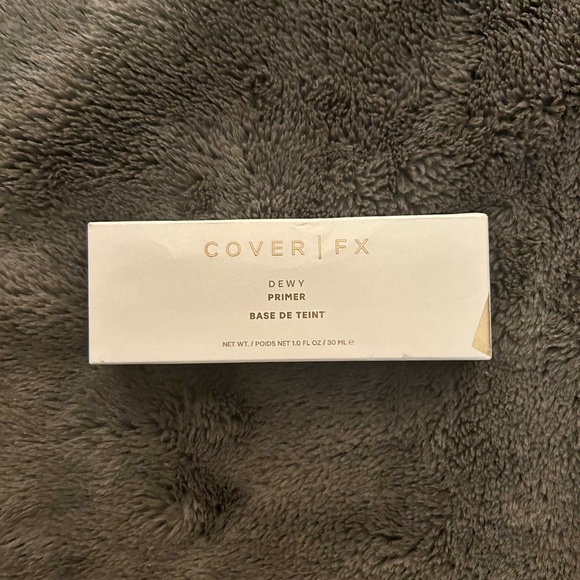 COVER | FX
DEWY
PRIMER
BASE DE TEINT
NET WT. / POIDS NET 1.0 FL OZ / 30 ML ℮